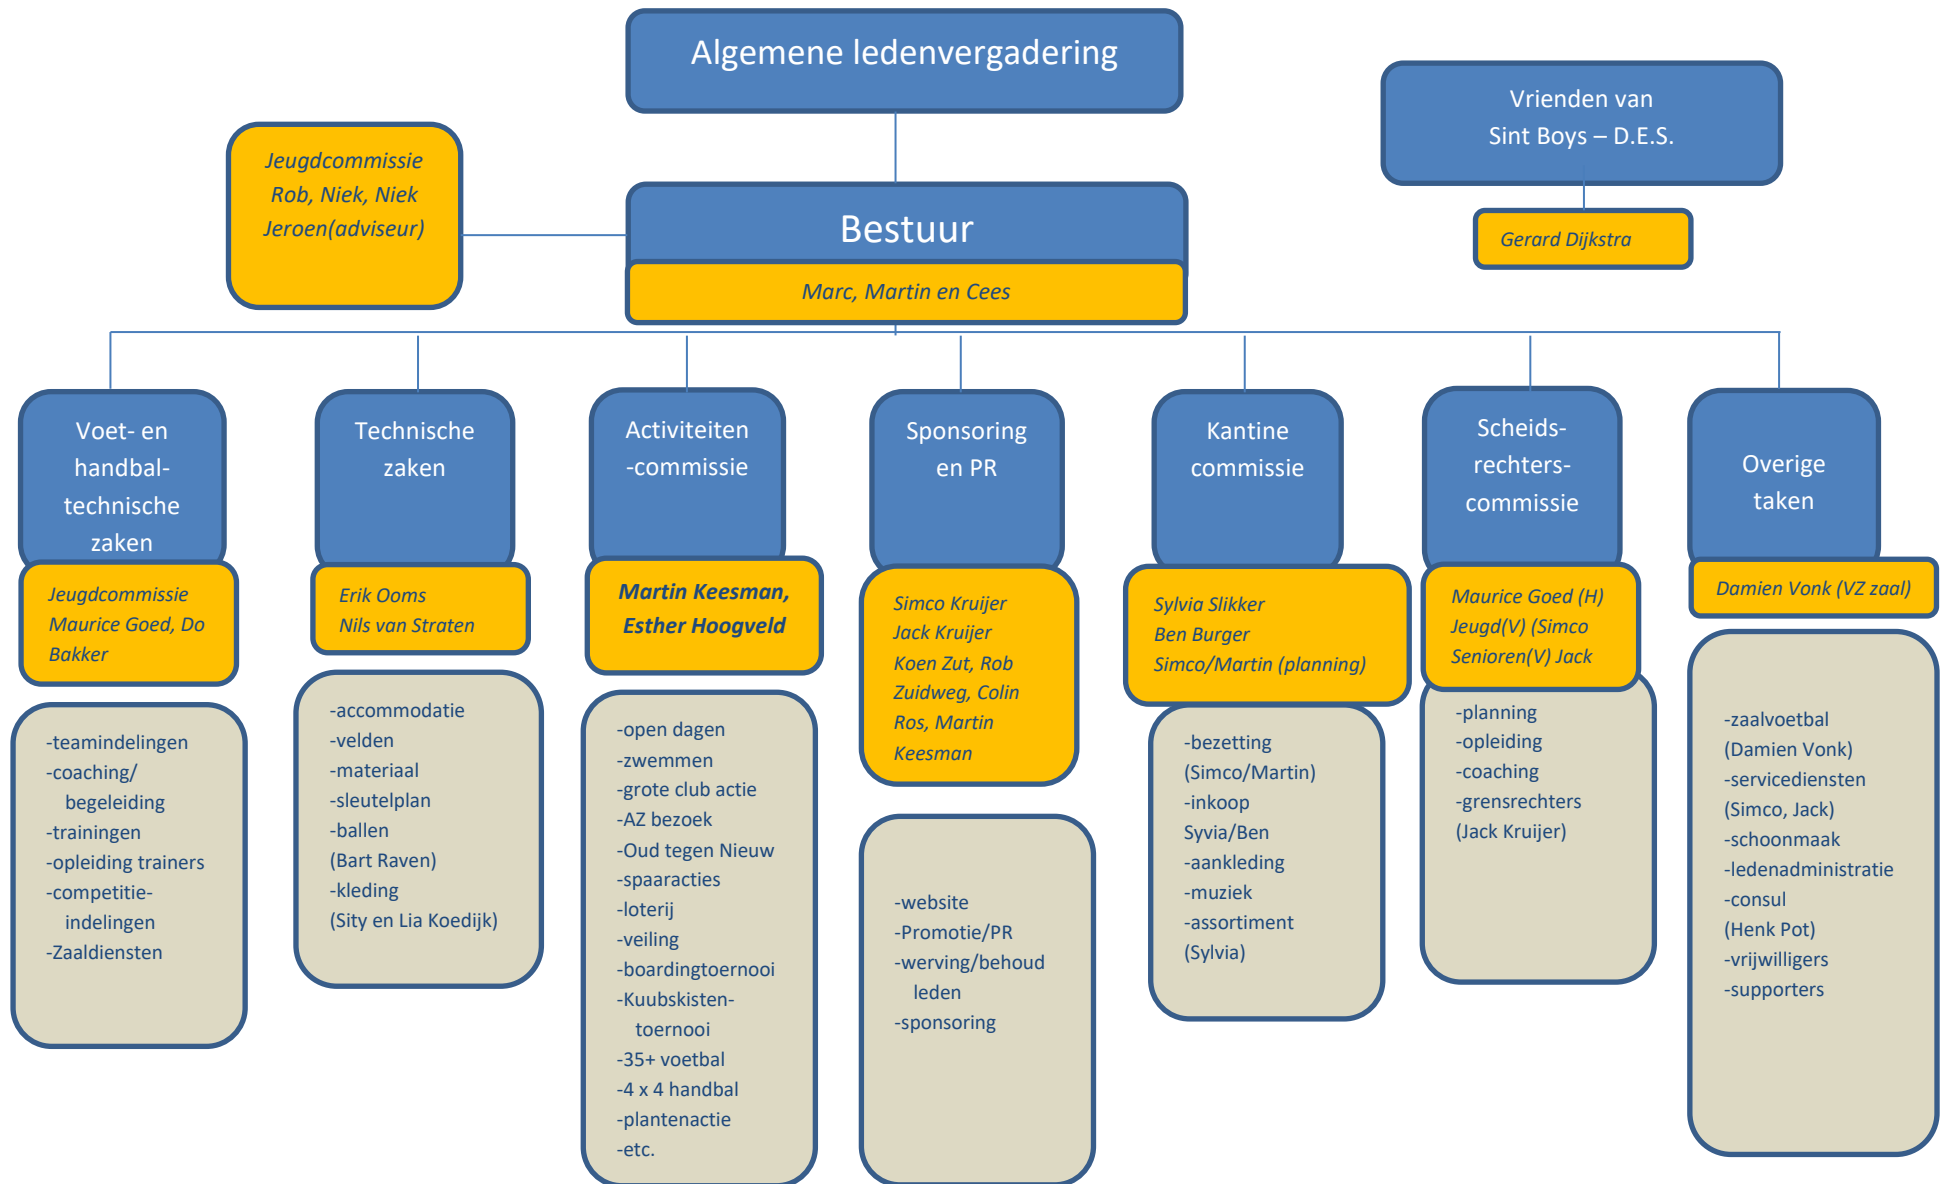 Algemene ledenvergadering
Vrienden van
Sint Boys – D.E.S.
Gerard Dijkstra
Jeugdcommissie
Rob, Niek, Niek
Jeroen(adviseur)
Bestuur
Marc, Martin en Cees
Voet- en
handbal-
technische
zaken
Jeugdcommissie
Maurice Goed, Do
Bakker
-teamindelingen
-coaching/
begeleiding
-trainingen
-opleiding trainers
-competitie-
indelingen
-Zaaldiensten
Technische
zaken
Erik Ooms
Nils van Straten
-accommodatie
-velden
-materiaal
-sleutelplan
-ballen
(Bart Raven)
-kleding
(Sity en Lia Koedijk)
Activiteiten
-commissie
Martin Keesman,
Esther Hoogveld
-open dagen
-zwemmen
-grote club actie
-AZ bezoek
-Oud tegen Nieuw
-spaaracties
-loterij
-veiling
-boardingtoernooi
-Kuubskisten-
toernooi
-35+ voetbal
-4 x 4 handbal
-plantenactie
-etc.
Sponsoring
en PR
Simco Kruijer
Jack Kruijer
Koen Zut, Rob
Zuidweg, Colin
Ros, Martin
Keesman
-website
-Promotie/PR
-werving/behoud
leden
-sponsoring
Kantine
commissie
Sylvia Slikker
Ben Burger
Simco/Martin (planning)
-bezetting
(Simco/Martin)
-inkoop
Syvia/Ben
-aankleding
-muziek
-assortiment
(Sylvia)
Scheids-
rechters-
commissie
Maurice Goed (H)
Jeugd(V) (Simco
Senioren(V) Jack
-planning
-opleiding
-coaching
-grensrechters
(Jack Kruijer)
Overige
taken
Damien Vonk (VZ zaal)
-zaalvoetbal
(Damien Vonk)
-servicediensten
(Simco, Jack)
-schoonmaak
-ledenadministratie
-consul
(Henk Pot)
-vrijwilligers
-supporters